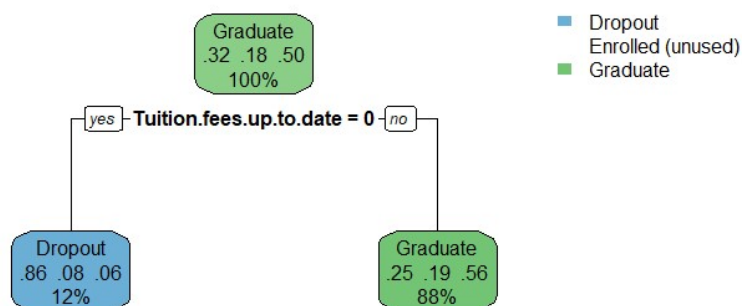 Graduate
.32 .18 .50
100%
Dropout
Enrolled (unused)
Graduate
yes Tuition.fees.up.to.date = 0 no
Dropout
.86 .08 .06
12%
Graduate
.25 .19 .56
88%